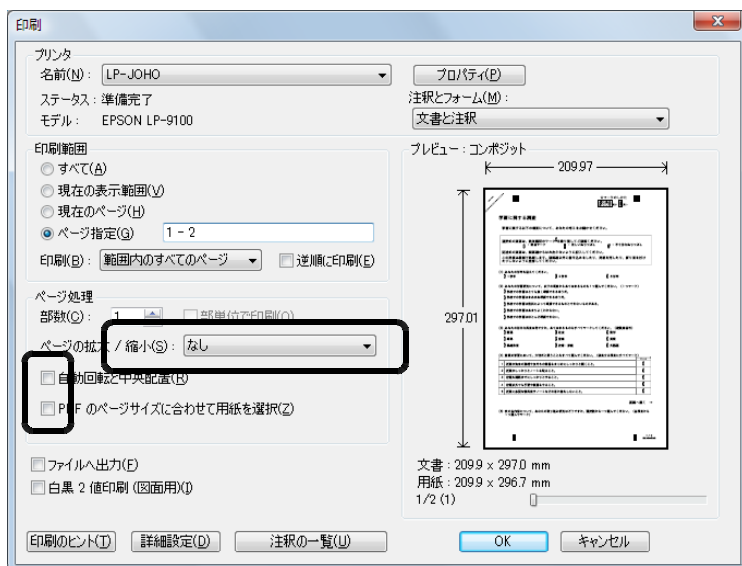 印刷
プリンタ
名前(N): LP-JOHO
プロパティ(P)
ステータス: 準備完了
注釈とフォーム(M):
モデル: EPSON LP-9100
文書と注釈
印刷範囲
すべて(A)
現在の表示範囲(V)
現在のページ(H)
ページ指定(G) 1 - 2
印刷(B): 範囲内のすべてのページ
逆順に印刷(E)
プレビュー: コンポジット
209.97
297.01
ページ処理
部数(C): 1
部単位で印刷(O)
ページの拡大 / 縮小(S): なし
自動回転と中央配置(R)
PDF のページサイズに合わせて用紙を選択(Z)
ファイルへ出力(F)
白黒 2 値印刷 (図面用)(I)
文書: 209.9 x 297.0 mm
用紙: 209.9 x 296.7 mm
1/2 (1)
印刷のヒント(T)
詳細設定(D)
注釈の一覧(U)
OK
キャンセル